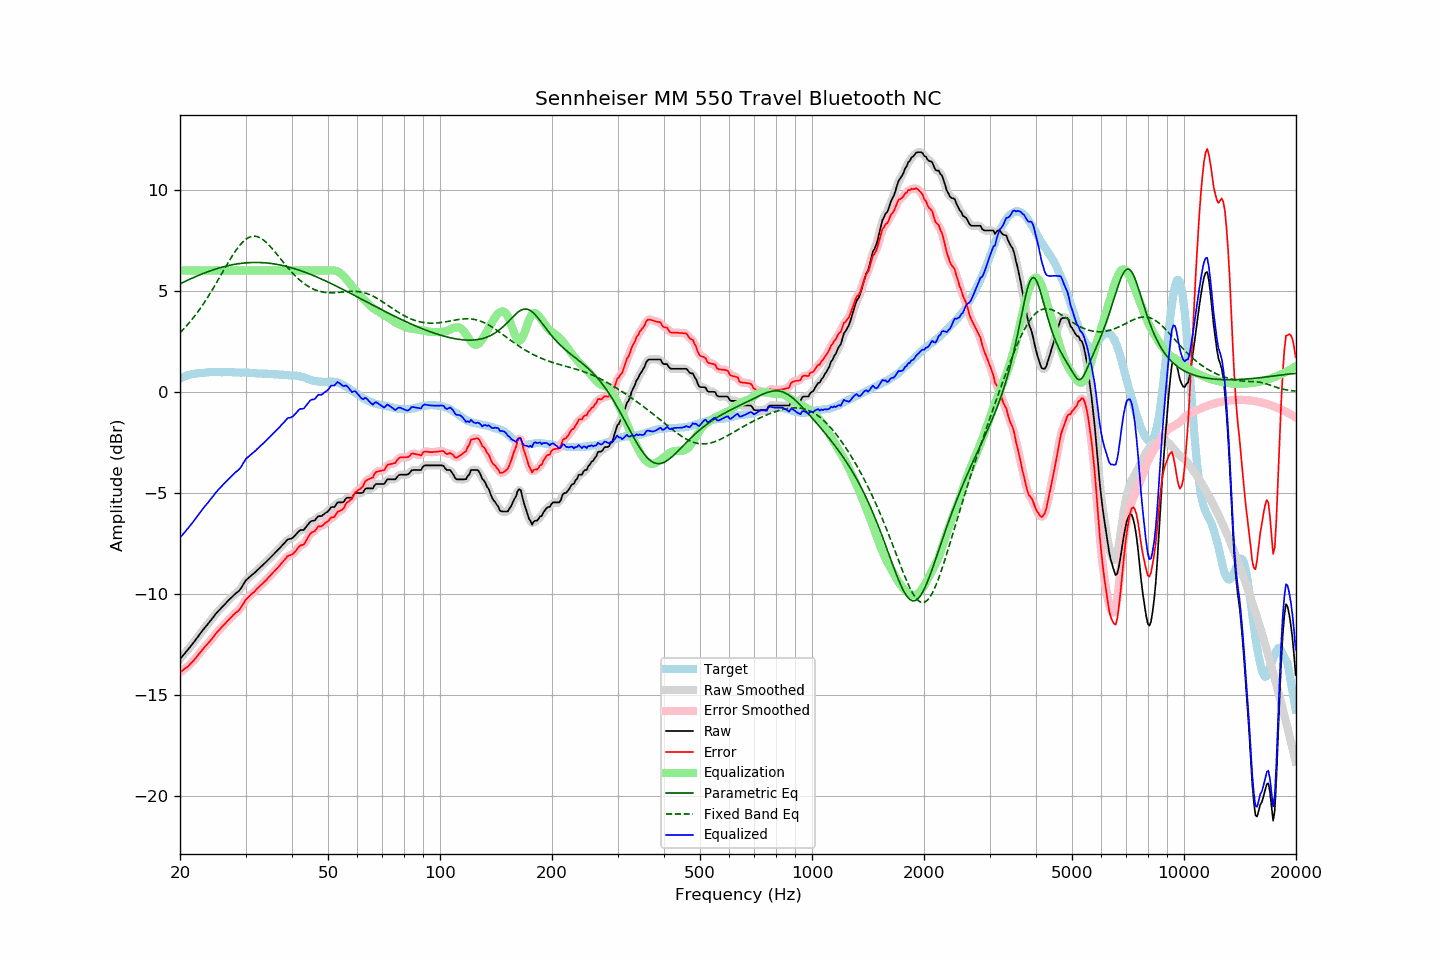 Sennheiser MM 550 Travel Bluetooth NC
Amplitude (dBr)
10
5
0
−5
−10
−15
−20
Target
Raw Smoothed
Error Smoothed
Raw
Error
Equalization
Parametric Eq
Fixed Band Eq
Equalized
20 50 100 200 500 1000 2000 5000 10000 20000
Frequency (Hz)